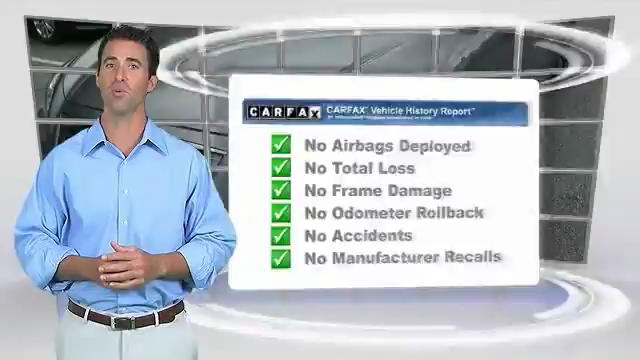 CARFAX CARFAX Vehicle History Report™
No Airbags Deployed
No Total Loss
No Frame Damage
No Odometer Rollback
No Accidents
No Manufacturer Recalls